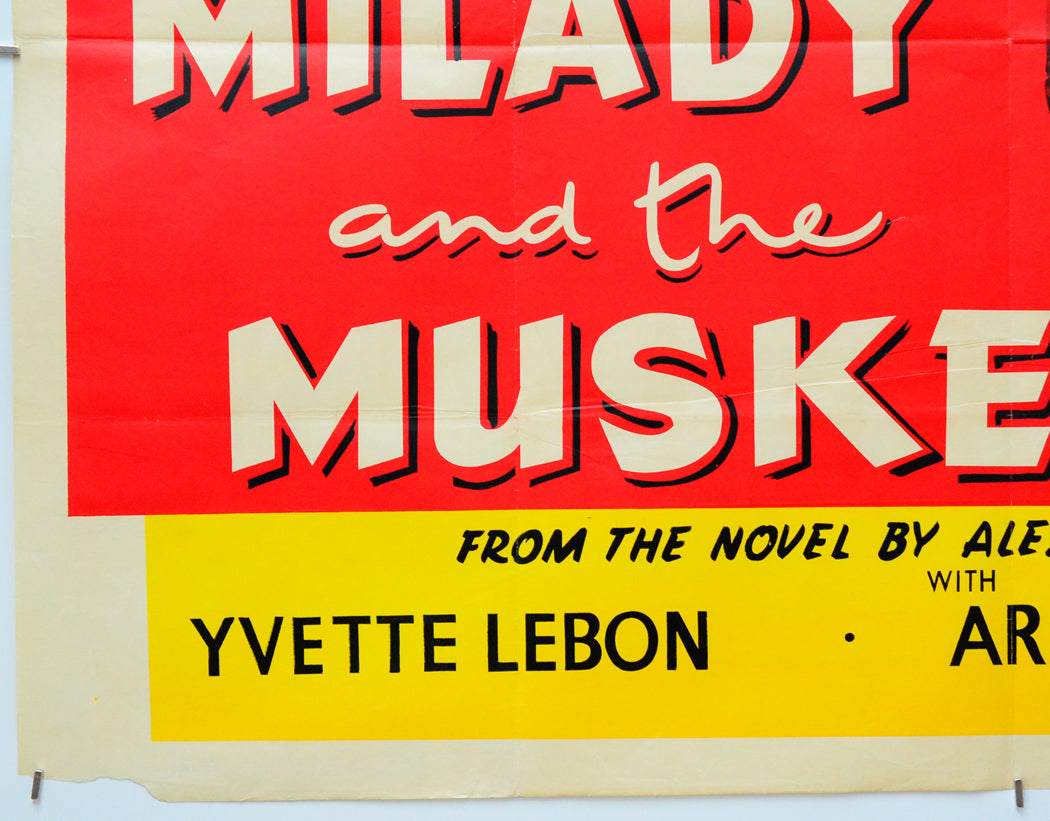 MILADY
and the
MUSKE
FROM THE NOVEL BY ALE
WITH
YVETTE LEBON · AR